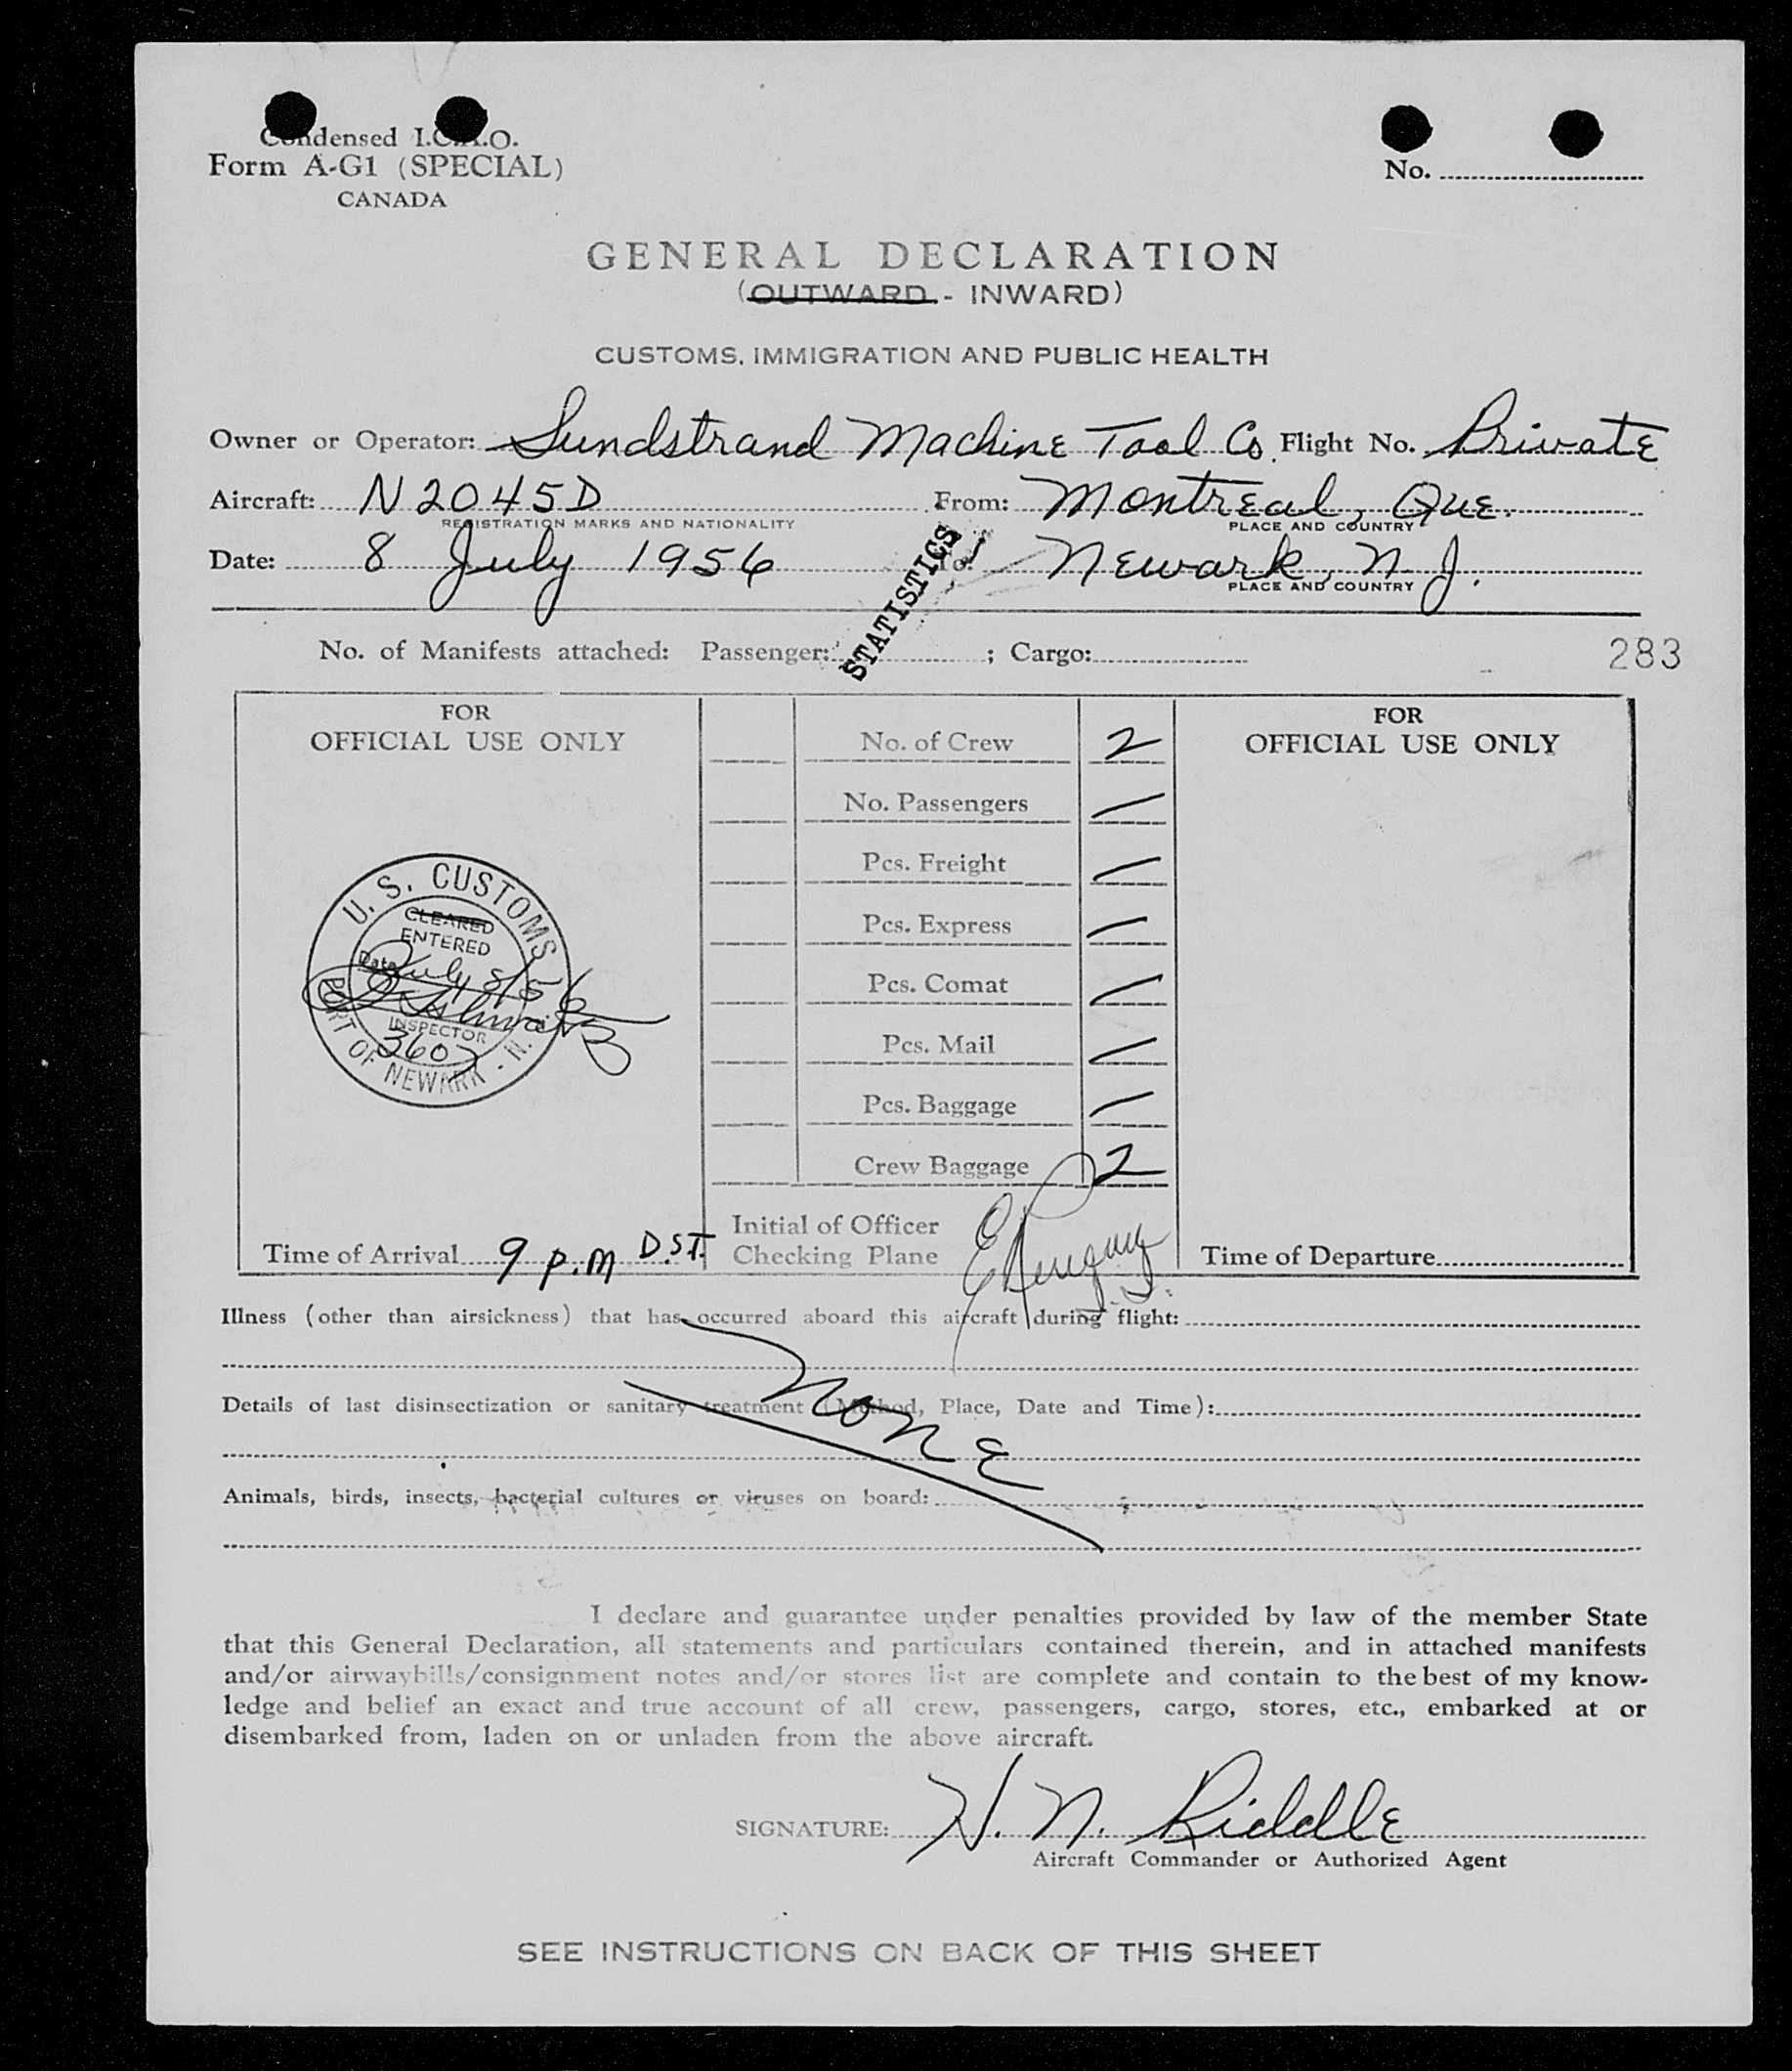 Condensed I.C.A.O.
Form A-G1 (SPECIAL)
CANADA
No.
GENERAL DECLARATION
(OUTWARD - INWARD)
CUSTOMS, IMMIGRATION AND PUBLIC HEALTH
Owner or Operator: Sundstrand Machine Tool Co. Flight No. Private
Aircraft: N2045D From: Montreal, Que.
REGISTRATION MARKS AND NATIONALITY PLACE AND COUNTRY
Date: 8 July 1956 To: Newark, N.J.
PLACE AND COUNTRY
STATISTICS
No. of Manifests attached: Passenger: ; Cargo:
283
FOR
OFFICIAL USE ONLY
U.S. CUSTOMS
CLEARED
ENTERED
Date July 8/56
INSPECTOR
3607
PORT OF NEWARK - N.J.
Time of Arrival 9 p.m D.S.T.
No. of Crew 2
No. Passengers —
Pcs. Freight —
Pcs. Express —
Pcs. Comat —
Pcs. Mail —
Pcs. Baggage —
Crew Baggage 2
Initial of Officer
Checking Plane
FOR
OFFICIAL USE ONLY
Time of Departure
Illness (other than airsickness) that has occurred aboard this aircraft during flight:
Details of last disinsectization or sanitary treatment (Method, Place, Date and Time):
None
Animals, birds, insects, bacterial cultures or viruses on board:
I declare and guarantee under penalties provided by law of the member State
that this General Declaration, all statements and particulars contained therein, and in attached manifests
and/or airwaybills/consignment notes and/or stores list are complete and contain to the best of my know-
ledge and belief an exact and true account of all crew, passengers, cargo, stores, etc., embarked at or
disembarked from, laden on or unladen from the above aircraft.
SIGNATURE: H. N. Riddle
Aircraft Commander or Authorized Agent
SEE INSTRUCTIONS ON BACK OF THIS SHEET